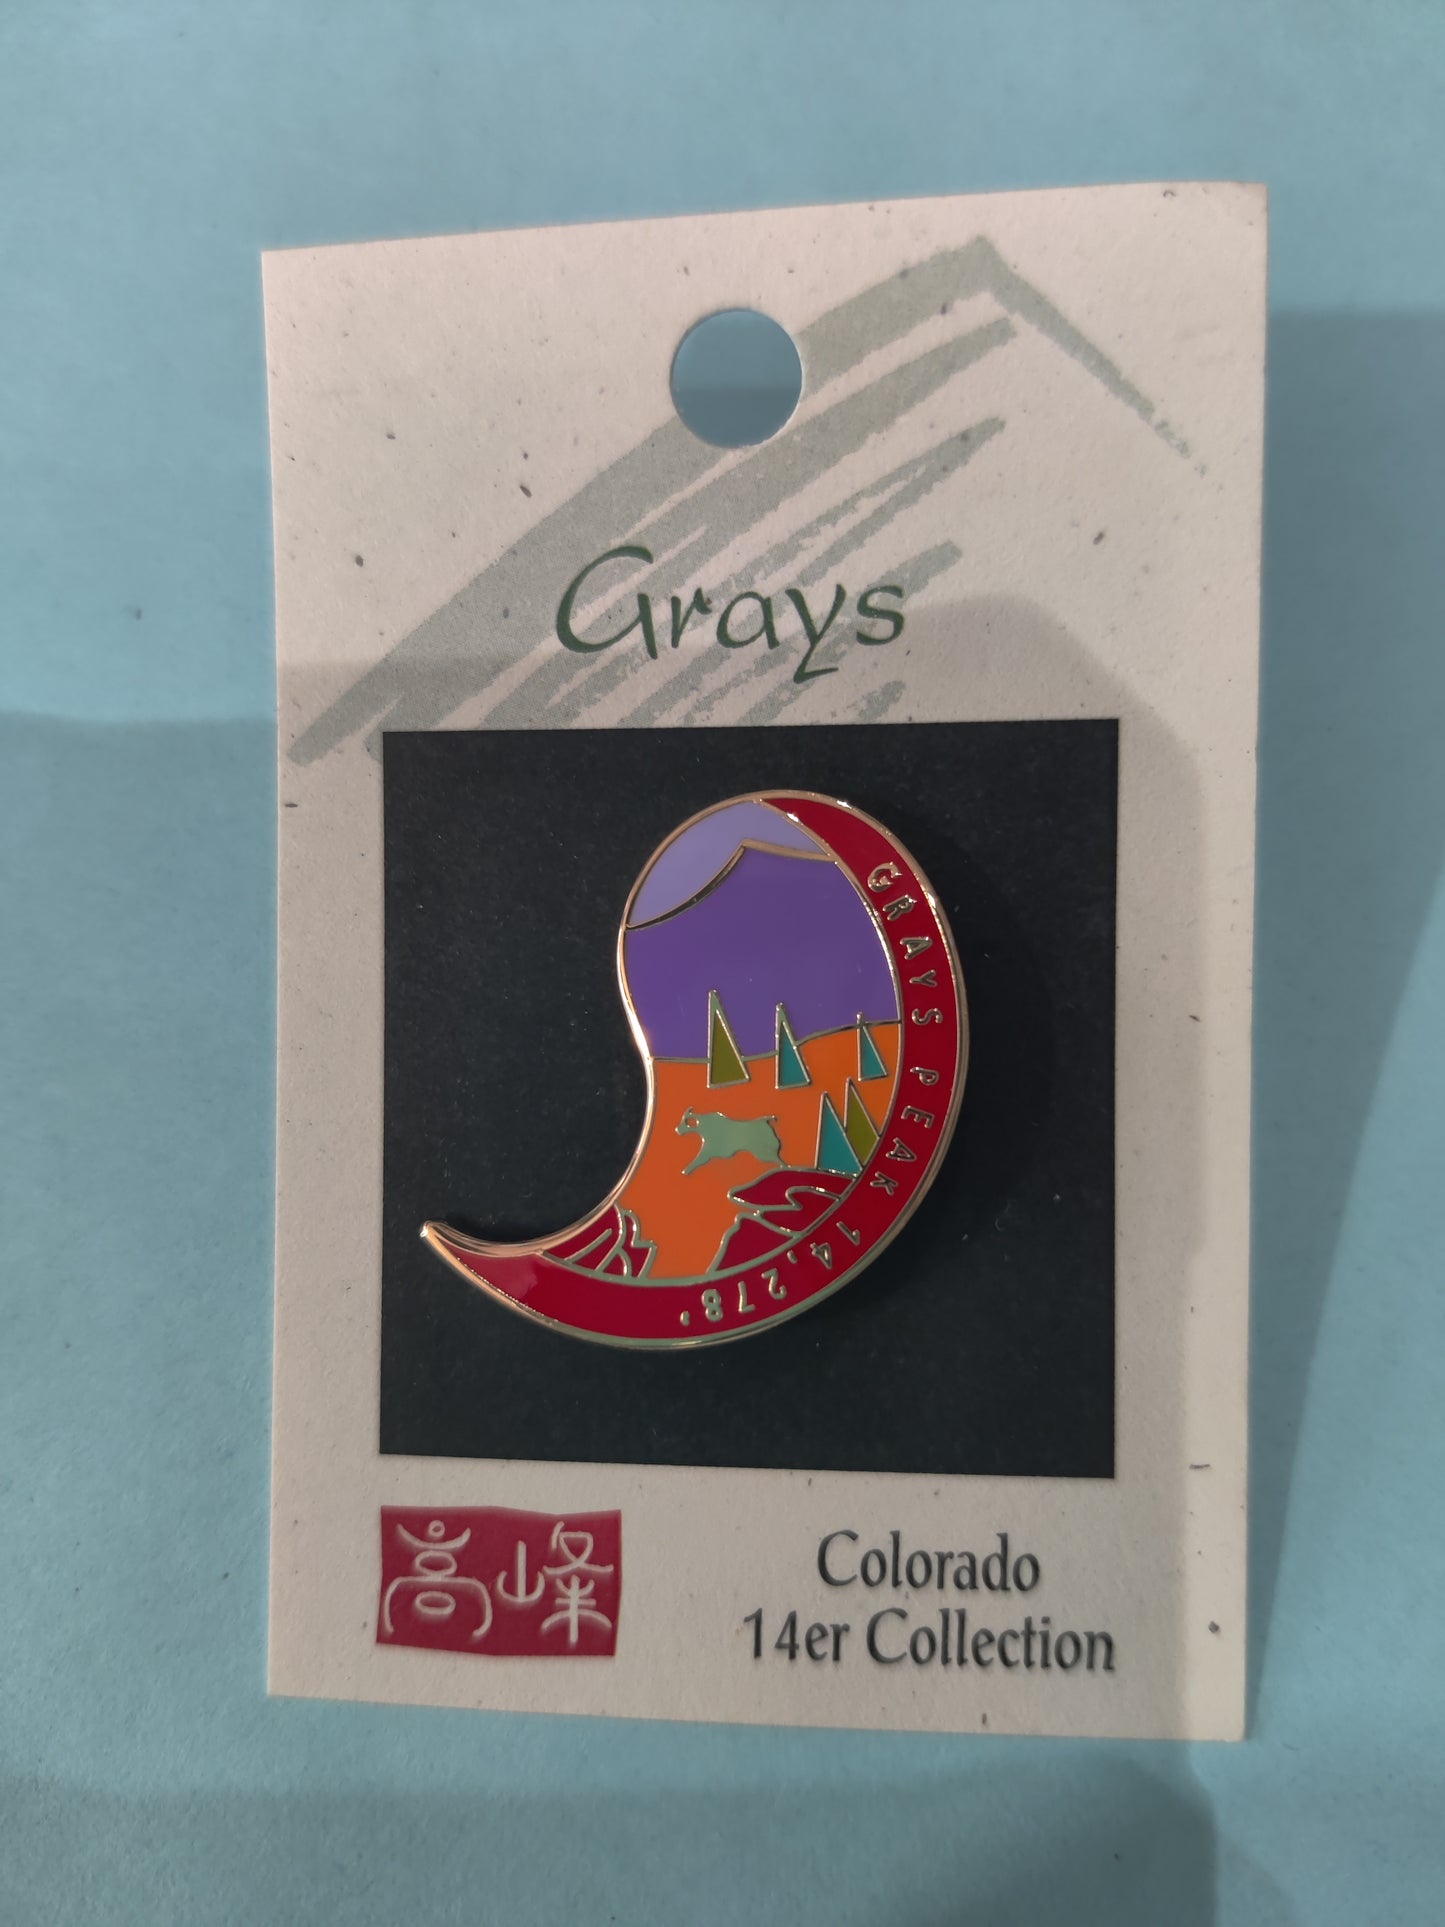 Grays
GRAYS PEAK 14,278'
高峰
Colorado
14er Collection